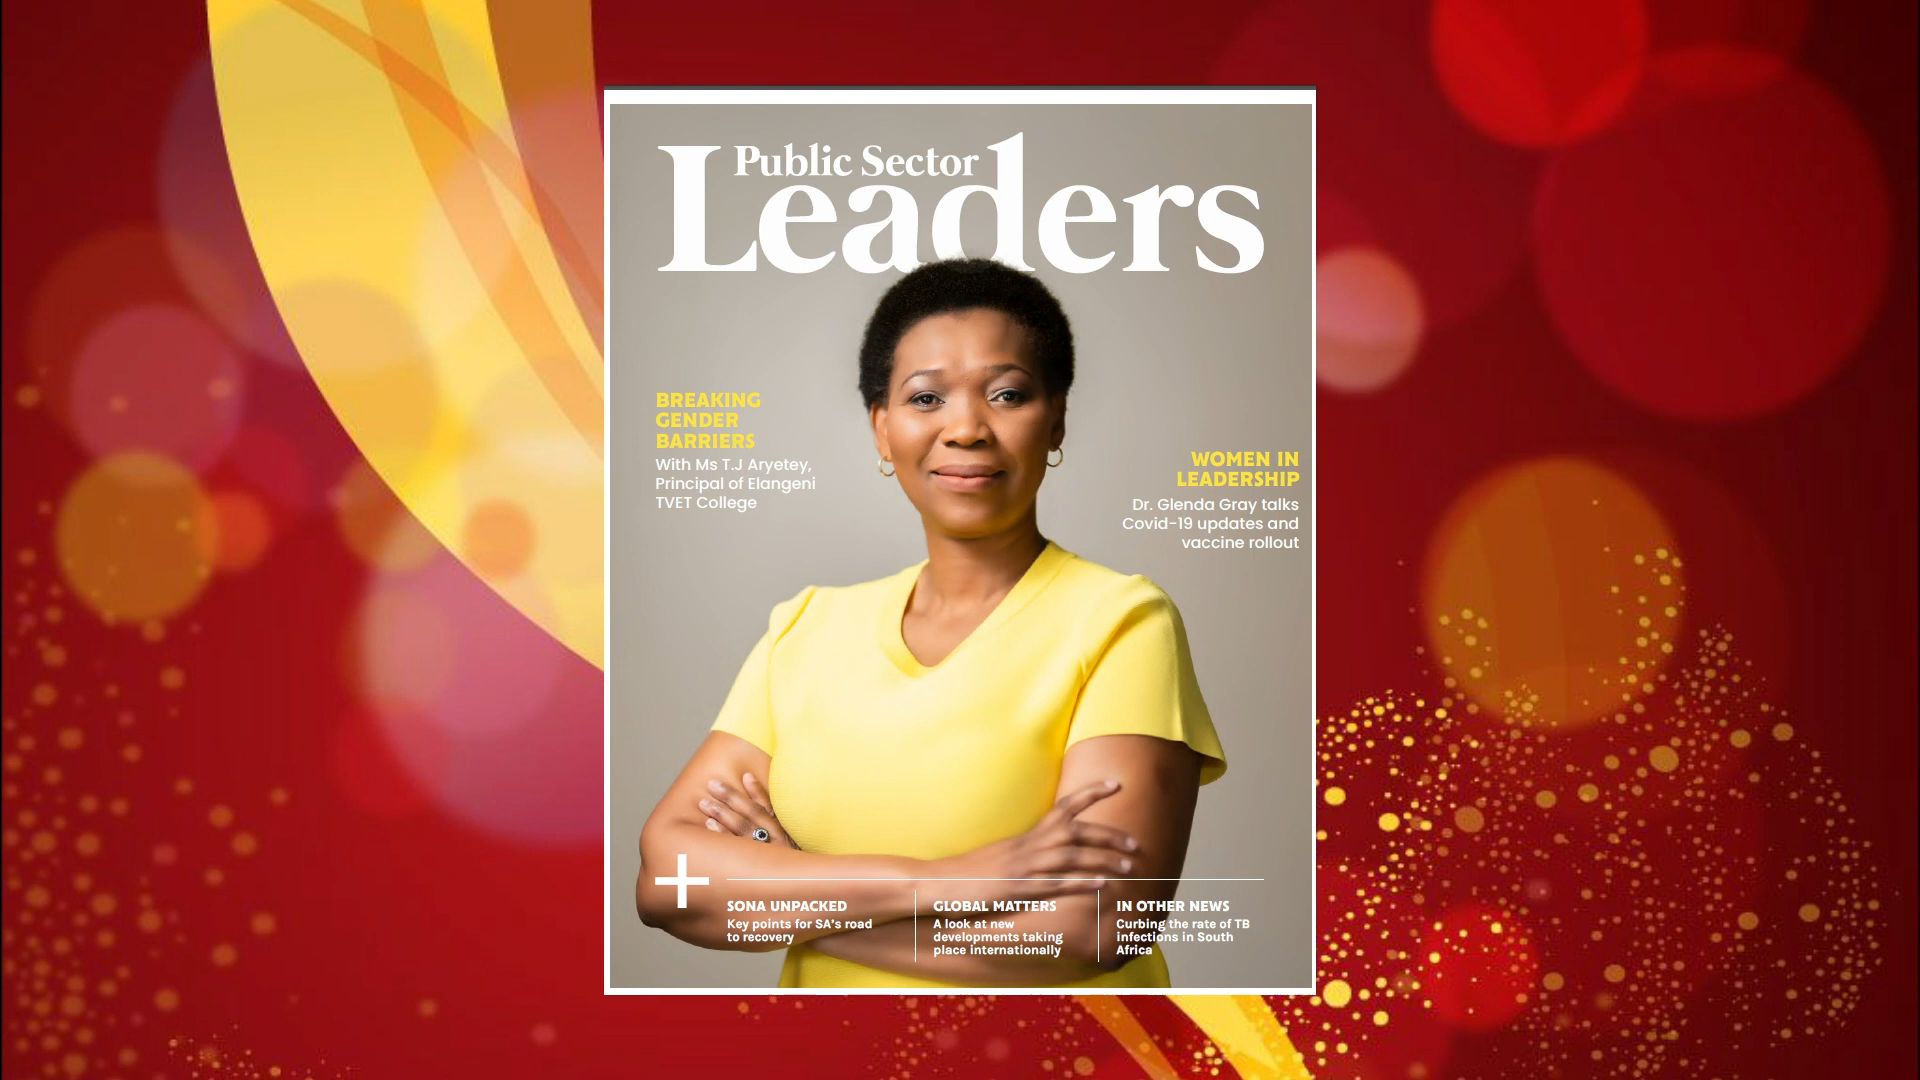 Public Sector
Leaders
BREAKING
GENDER
BARRIERS
With Ms T.J Aryetey,
Principal of Elangeni
TVET College
WOMEN IN
LEADERSHIP
Dr. Glenda Gray talks
Covid-19 updates and
vaccine rollout
SONA UNPACKED
Key points for SA's road
to recovery
GLOBAL MATTERS
A look at new
developments taking
place internationally
IN OTHER NEWS
Curbing the rate of TB
infections in South
Africa